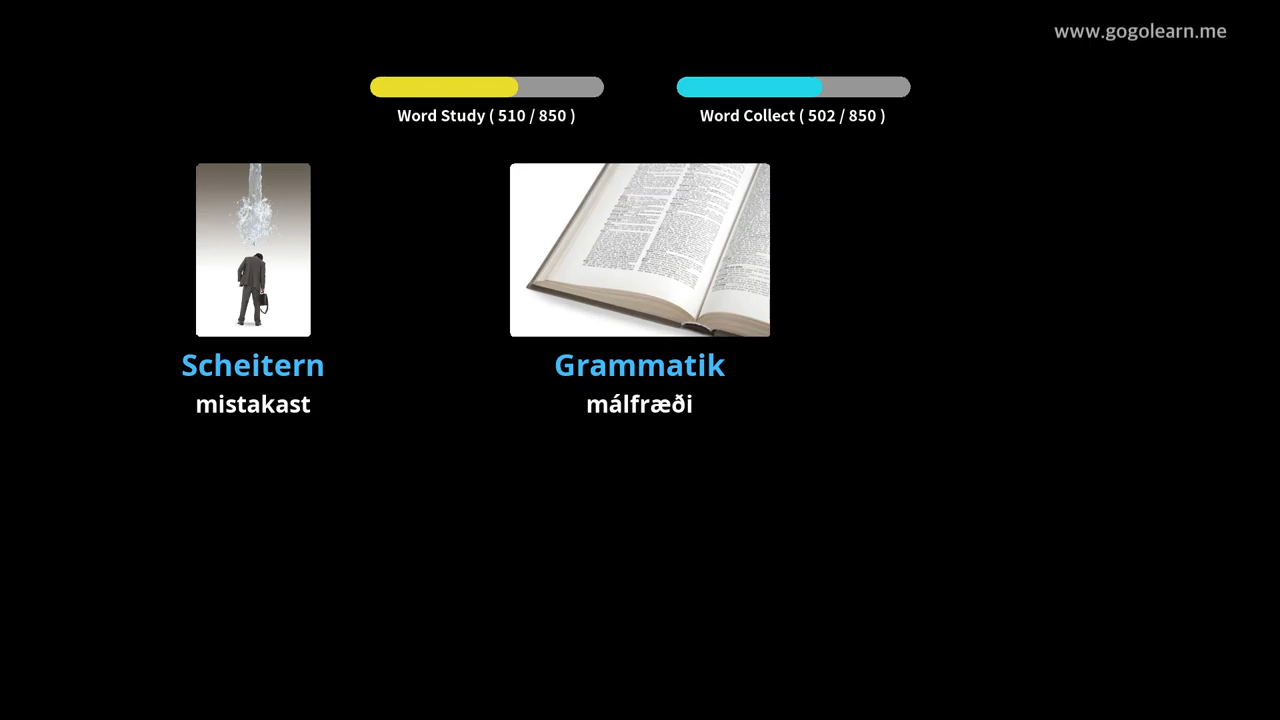 www.gogolearn.me
Word Study ( 510 / 850 )
Word Collect ( 502 / 850 )
Scheitern
mistakast
Grammatik
málfræði